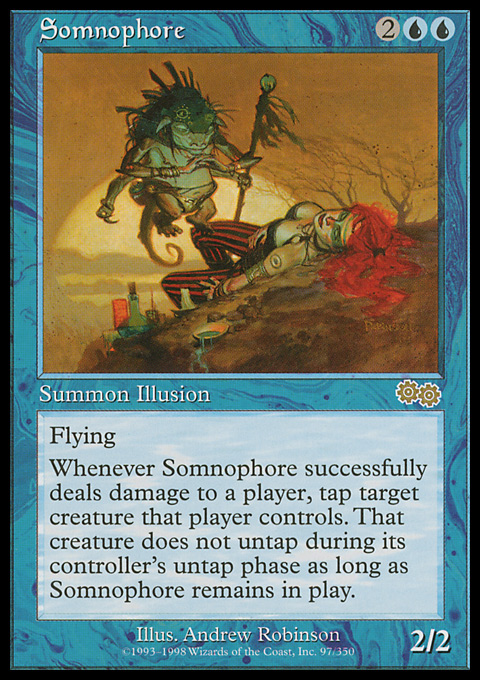 Somnophore 2
Summon Illusion
Flying
Whenever Somnophore successfully
deals damage to a player, tap target
creature that player controls. That
creature does not untap during its
controller's untap phase as long as
Somnophore remains in play.
Illus. Andrew Robinson
©1993–1998 Wizards of the Coast, Inc. 97/350
2/2